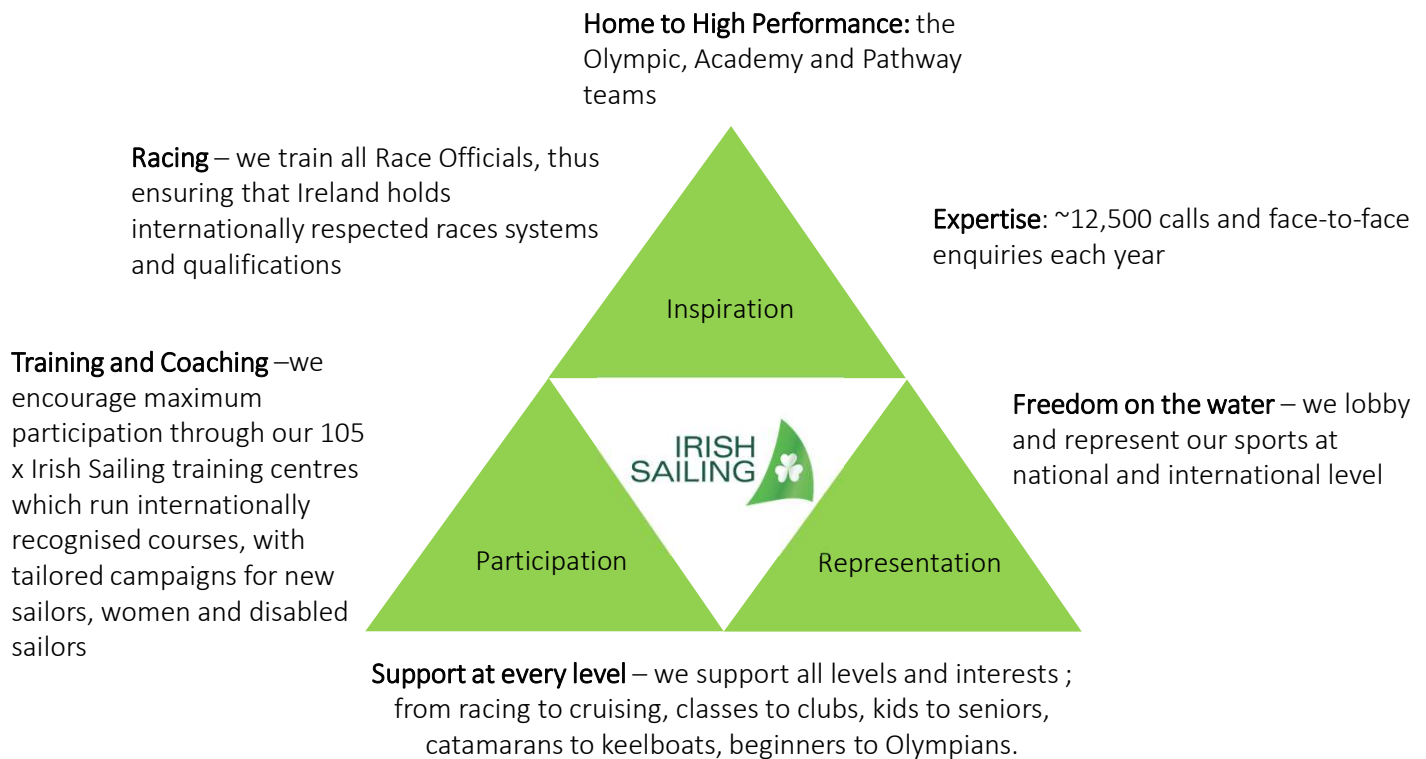 Home to High Performance: the
Olympic, Academy and Pathway
teams
Racing – we train all Race Officials, thus
ensuring that Ireland holds
internationally respected races systems
and qualifications
Expertise: ~12,500 calls and face-to-face
enquiries each year
Inspiration
Training and Coaching –we
encourage maximum
participation through our 105
x Irish Sailing training centres
which run internationally
recognised courses, with
tailored campaigns for new
sailors, women and disabled
sailors
Freedom on the water – we lobby
and represent our sports at
national and international level
IRISH
SAILING
Participation
Representation
Support at every level – we support all levels and interests ;
from racing to cruising, classes to clubs, kids to seniors,
catamarans to keelboats, beginners to Olympians.